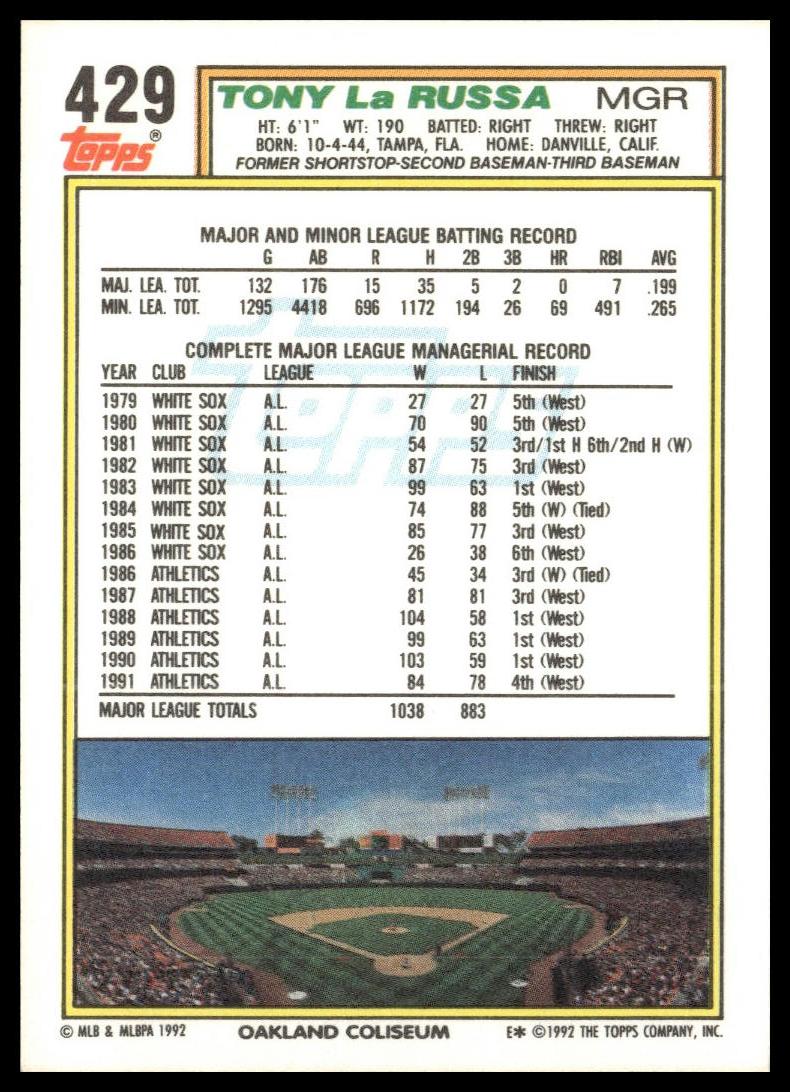 429
Topps®
TONY La RUSSA MGR
HT: 6'1" WT: 190 BATTED: RIGHT THREW: RIGHT
BORN: 10-4-44, TAMPA, FLA. HOME: DANVILLE, CALIF.
FORMER SHORTSTOP-SECOND BASEMAN-THIRD BASEMAN
MAJOR AND MINOR LEAGUE BATTING RECORD
G AB R H 2B 3B HR RBI AVG
MAJ. LEA. TOT. 132 176 15 35 5 2 0 7 .199
MIN. LEA. TOT. 1295 4418 696 1172 194 26 69 491 .265
topps
COMPLETE MAJOR LEAGUE MANAGERIAL RECORD
YEAR CLUB LEAGUE W L FINISH
1979 WHITE SOX A.L. 27 27 5th (West)
1980 WHITE SOX A.L. 70 90 5th (West)
1981 WHITE SOX A.L. 54 52 3rd/1st H 6th/2nd H (W)
1982 WHITE SOX A.L. 87 75 3rd (West)
1983 WHITE SOX A.L. 99 63 1st (West)
1984 WHITE SOX A.L. 74 88 5th (W) (Tied)
1985 WHITE SOX A.L. 85 77 3rd (West)
1986 WHITE SOX A.L. 26 38 6th (West)
1986 ATHLETICS A.L. 45 34 3rd (W) (Tied)
1987 ATHLETICS A.L. 81 81 3rd (West)
1988 ATHLETICS A.L. 104 58 1st (West)
1989 ATHLETICS A.L. 99 63 1st (West)
1990 ATHLETICS A.L. 103 59 1st (West)
1991 ATHLETICS A.L. 84 78 4th (West)
MAJOR LEAGUE TOTALS 1038 883
© MLB & MLBPA 1992 OAKLAND COLISEUM E* ©1992 THE TOPPS COMPANY, INC.